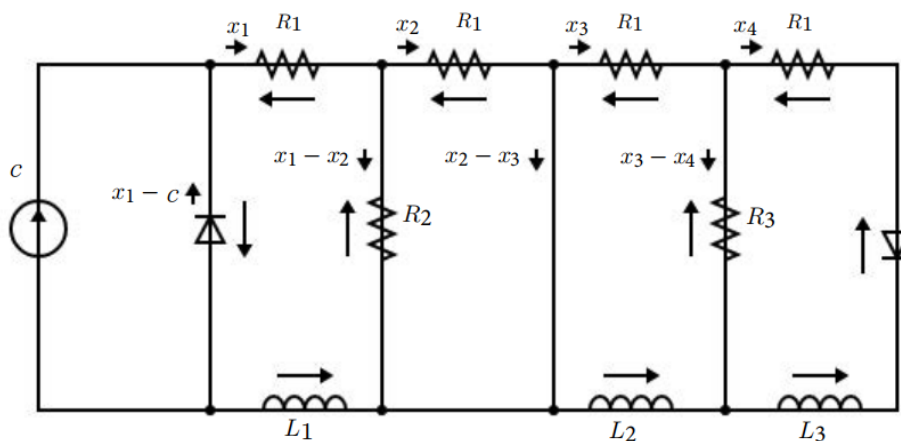 x₁ R1 x₂ R1 x₃ R1 x₄ R1
c x₁ − c x₁ − x₂ R2 x₂ − x₃ x₃ − x₄ R3
L₁ L₂ L₃